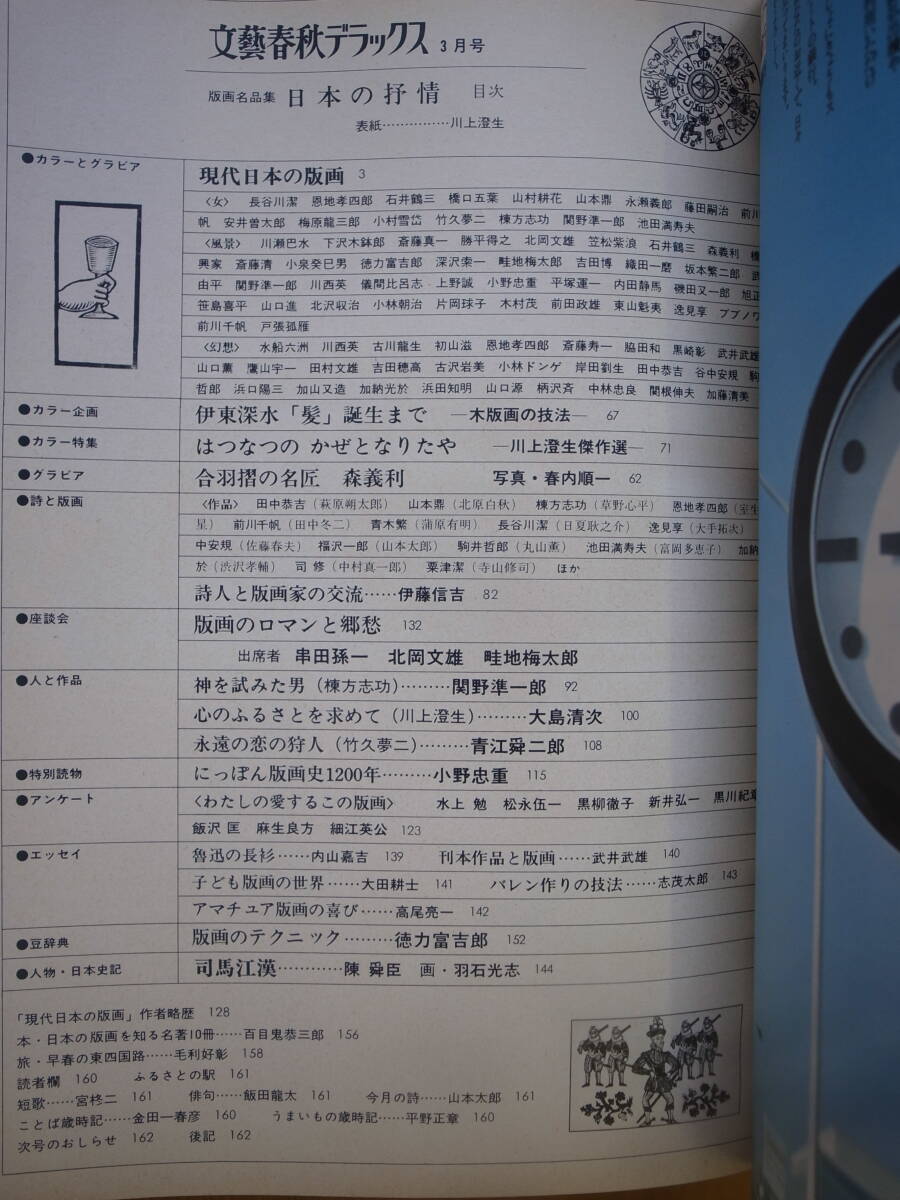 文藝春秋デラックス 3月号
版画名品集 日本の抒情 目次
表紙……………川上澄生
●カラーとグラビア
現代日本の版画 3
〈女〉 長谷川潔 恩地孝四郎 石井鶴三 橋口五葉 山村耕花 山本鼎 永瀬義郎 藤田嗣治 前川
帆 安井曽太郎 梅原龍三郎 小村雪岱 竹久夢二 棟方志功 関野準一郎 池田満寿夫
〈風景〉 川瀬巴水 下沢木鉢郎 斎藤真一 勝平得之 北岡文雄 笠松紫浪 石井鶴三 森義利
興家 斎藤清 小泉癸巳男 徳力富吉郎 深沢索一 畦地梅太郎 吉田博 織田一磨 坂本繁二郎 武
由平 関野準一郎 川西英 儀間比呂志 上野誠 小野忠重 平塚運一 内田静馬 磯田又一郎 旭正
笹島喜平 山口進 北沢収治 小林朝治 片岡球子 木村茂 前田政雄 東山魁夷 逸見享 ブブノワ
前川千帆 戸張孤雁
〈幻想〉 水船六洲 川西英 古川龍生 初山滋 恩地孝四郎 斎藤寿一 脇田和 黒崎彰 武井武雄
山口薫 鷹山宇一 田村文雄 吉田穂高 古沢岩美 小林ドンゲ 岸田劉生 田中恭吉 谷中安規 駒
哲郎 浜口陽三 加山又造 加納光於 浜田知明 山口源 柄沢斉 中林忠良 関根伸夫 加藤清美
●カラー企画
伊東深水「髪」誕生まで ―木版画の技法― 67
●カラー特集
はつなつの かぜとなりたや ―川上澄生傑作選― 71
●グラビア
合羽摺の名匠 森義利 写真・春内順一 62
●詩と版画
〈作品〉 田中恭吉(萩原朔太郎) 山本鼎(北原白秋) 棟方志功(草野心平) 恩地孝四郎(室生
星) 前川千帆(田中冬二) 青木繁(蒲原有明) 長谷川潔(日夏耿之介) 逸見享(大手拓次)
中安規(佐藤春夫) 福沢一郎(山本太郎) 駒井哲郎(丸山薫) 池田満寿夫(富岡多恵子) 加納
於(渋沢孝輔) 司修(中村真一郎) 粟津潔(寺山修司) ほか
詩人と版画家の交流……伊藤信吉 82
●座談会
版画のロマンと郷愁 132
出席者 串田孫一 北岡文雄 畦地梅太郎
●人と作品
神を試みた男(棟方志功)………関野準一郎 92
心のふるさとを求めて(川上澄生)………大島清次 100
永遠の恋の狩人(竹久夢二)………青江舜二郎 108
●特別読物
にっぽん版画史1200年………小野忠重 115
●アンケート
〈わたしの愛するこの版画〉 水上勉 松永伍一 黒柳徹子 新井弘一 黒川紀章
飯沢匡 麻生良方 細江英公 123
●エッセイ
魯迅の長衫……内山嘉吉 139 刊本作品と版画……武井武雄 140
子ども版画の世界……大田耕士 141 バレン作りの技法……志茂太郎 143
アマチュア版画の喜び……高尾亮一 142
●豆辞典
版画のテクニック………徳力富吉郎 152
●人物・日本史記
司馬江漢…………陳舜臣 画・羽石光志 144
「現代日本の版画」作者略歴 128
本・日本の版画を知る名著10冊……百目鬼恭三郎 156
旅・早春の東四国路……毛利好彰 158
読者欄 160 ふるさとの駅 161
短歌……宮柊二 161 俳句……飯田龍太 161 今月の詩……山本太郎 161
ことば歳時記……金田一春彦 160 うまいもの歳時記……平野正章 160
次号のおしらせ 162 後記 162